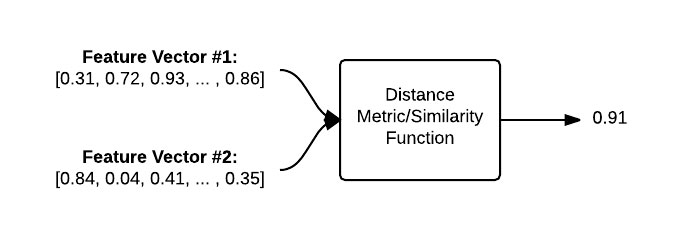 Feature Vector #1:
[0.31, 0.72, 0.93, ... , 0.86]
Distance
Metric/Similarity
Function
0.91
Feature Vector #2:
[0.84, 0.04, 0.41, ... , 0.35]